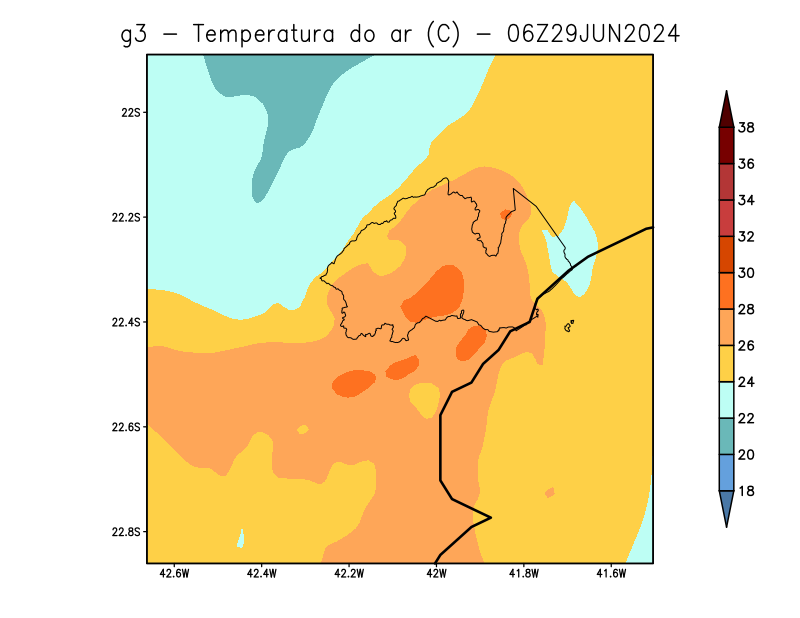 g3 – Temperatura do ar (C) – 06Z29JUN2024
22S
22.2S
22.4S
22.6S
22.8S
42.6W
42.4W
42.2W
42W
41.8W
41.6W
38
36
34
32
30
28
26
24
22
20
18